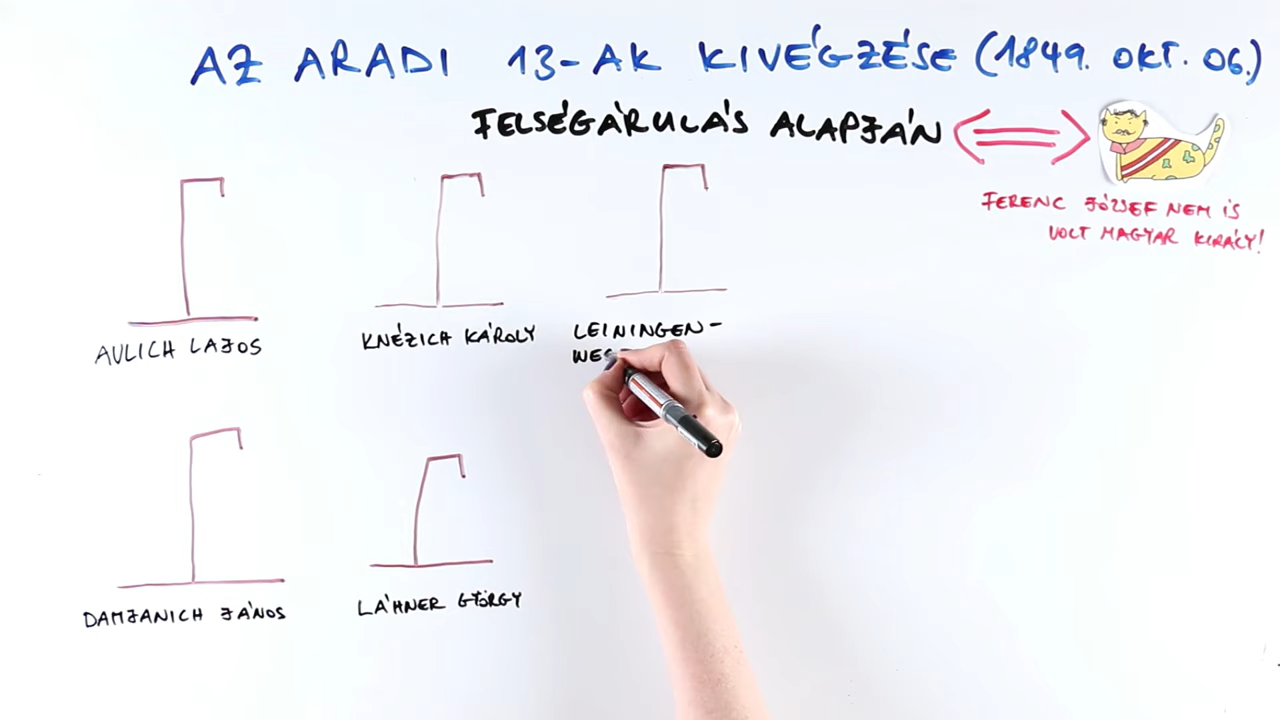 AZ ARADI 13-AK KIVÉGZÉSE (1849. OKT. 06.)
FELSÉGÁRULÁS ALAPJÁN
FERENC JÓZSEF NEM IS
VOLT MAGYAR KIRÁLY!
AULICH LAJOS
KNÉZICH KÁROLY
LEININGEN-
DAMJANICH JÁNOS
LÁHNER GYÖRGY